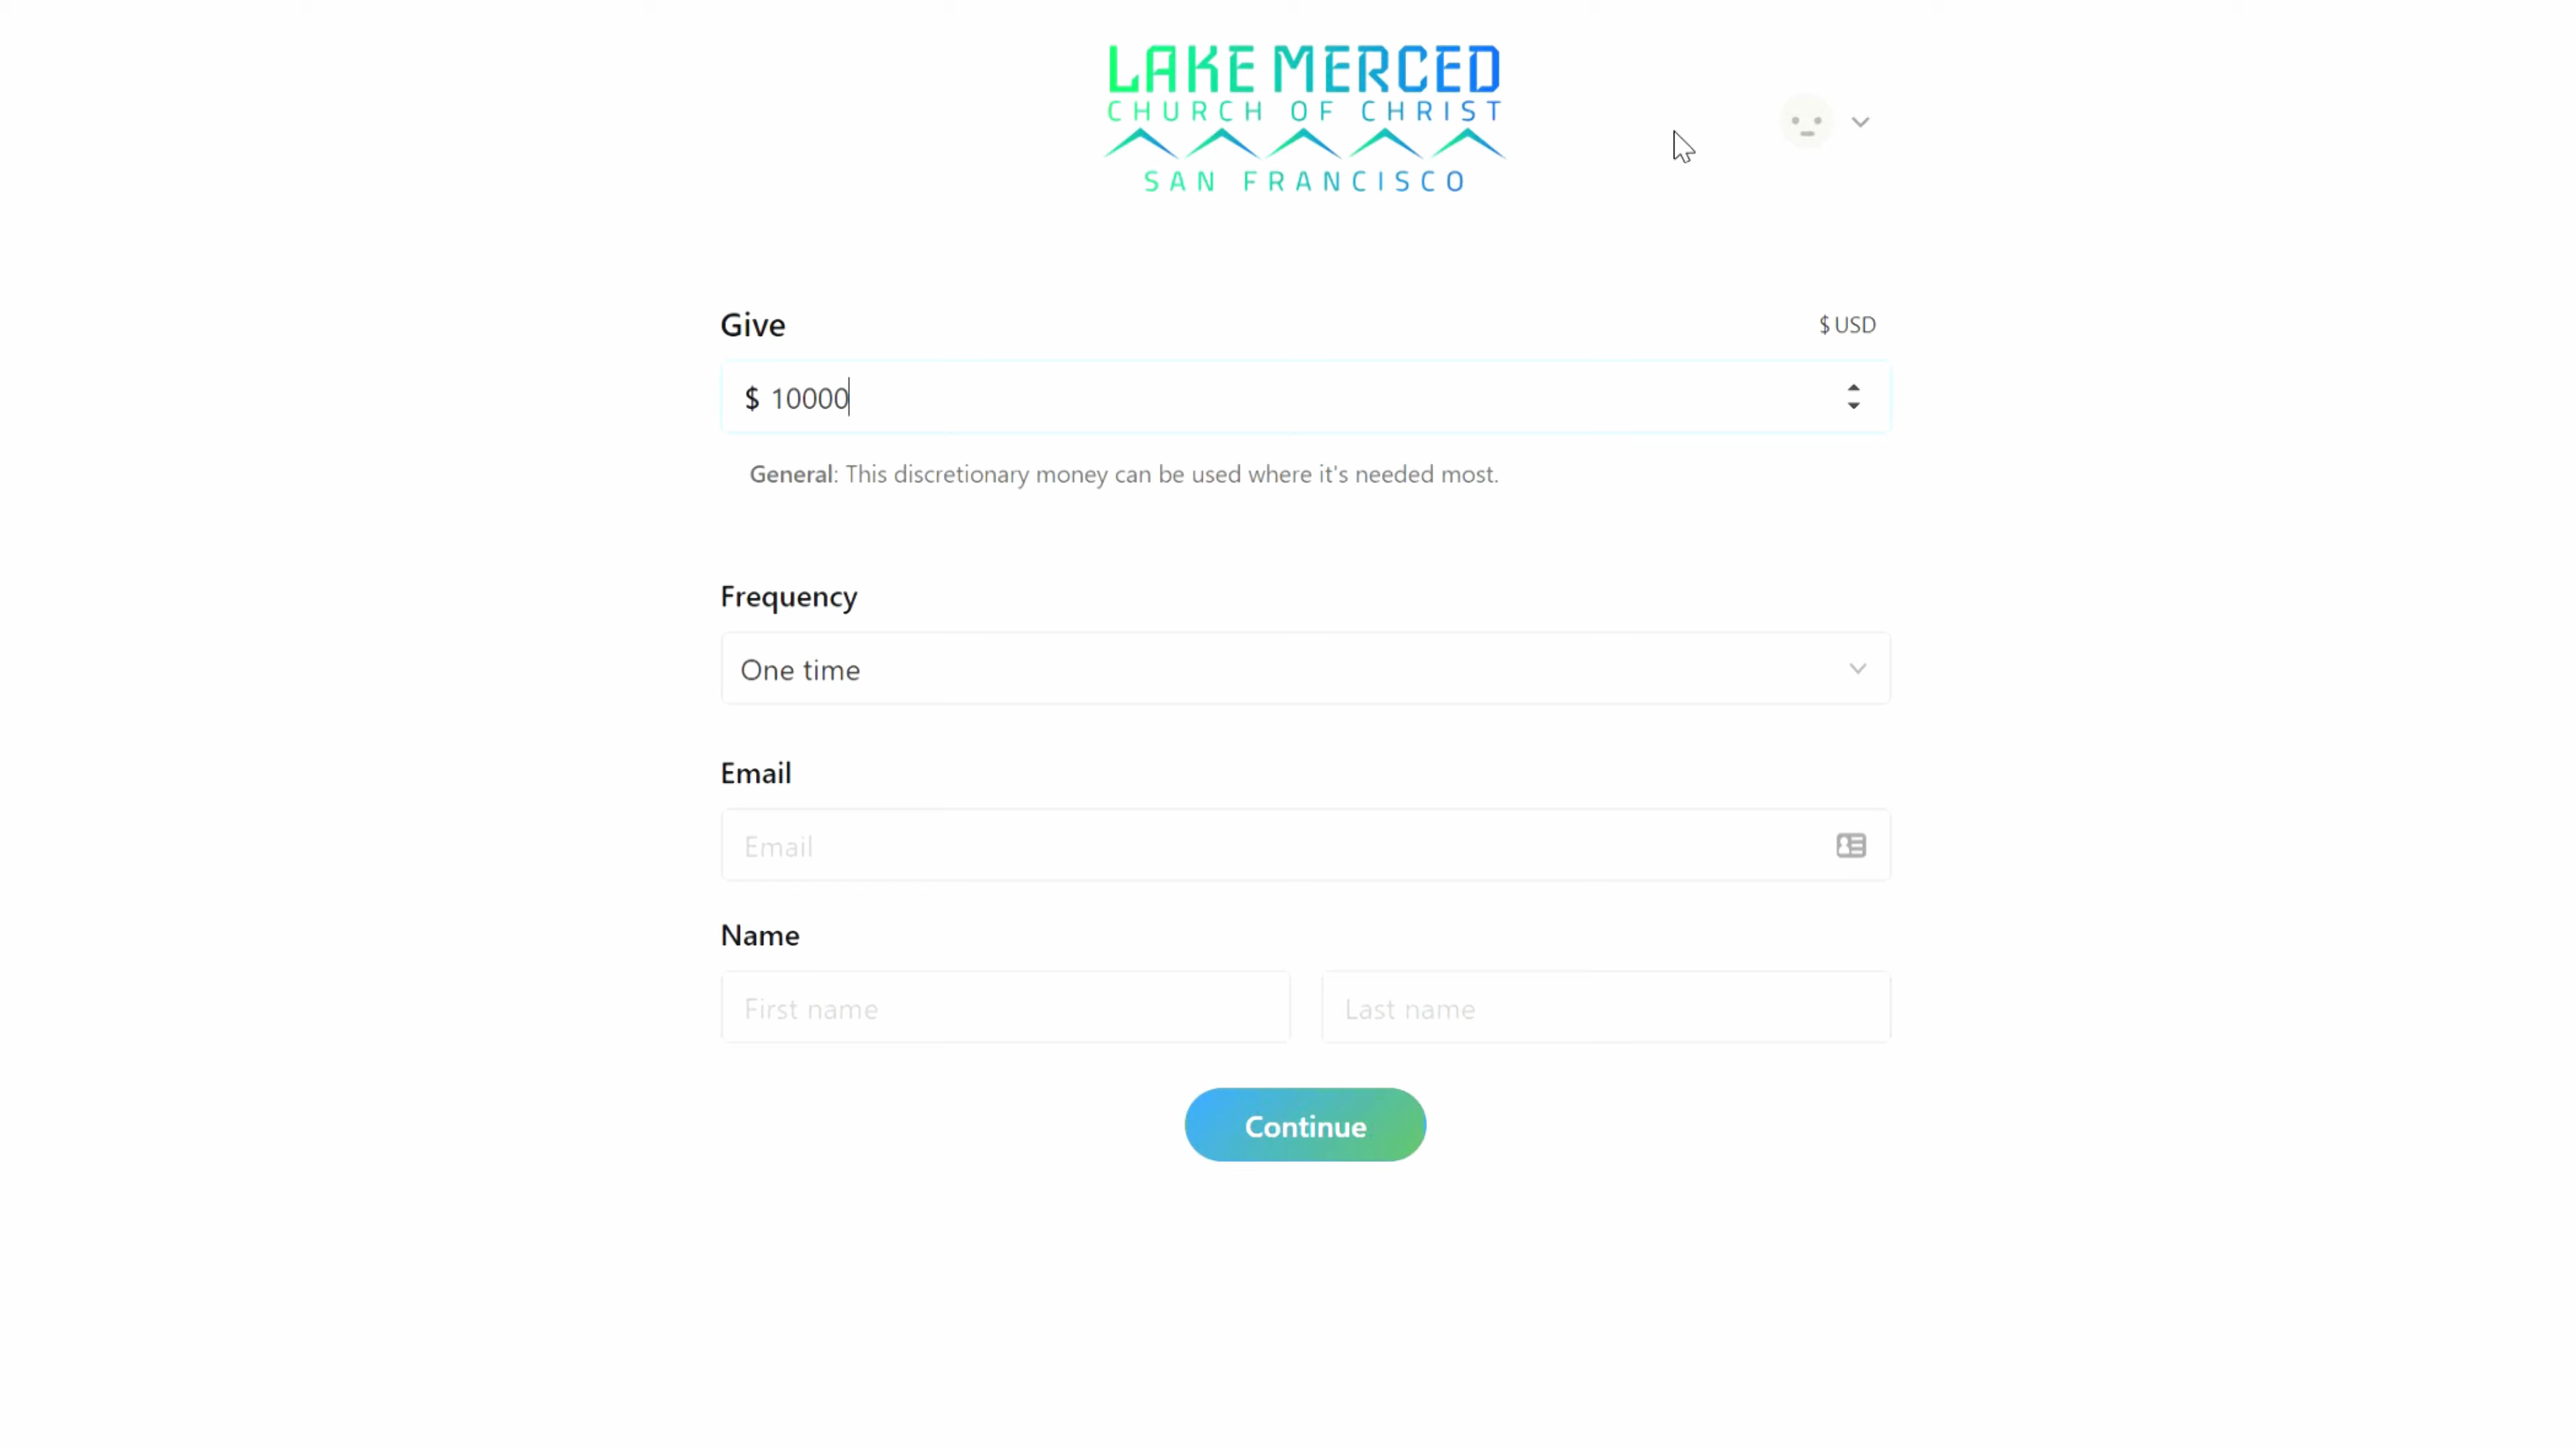 LAKE MERCED
CHURCH OF CHRIST
SAN FRANCISCO
Give
$ USD
$ 10000
General: This discretionary money can be used where it's needed most.
Frequency
One time
Email
Email
Name
First name
Last name
Continue